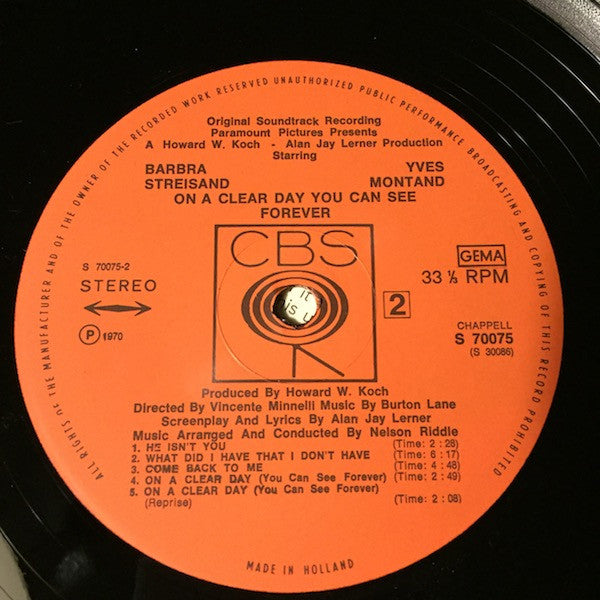 ALL RIGHTS OF THE MANUFACTURER AND OF THE OWNER OF THE RECORDED WORK RESERVED UNAUTHORIZED PUBLIC PERFORMANCE BROADCASTING AND COPYING OF THIS RECORD PROHIBITED
Original Soundtrack Recording
Paramount Pictures Presents
A Howard W. Koch - Alan Jay Lerner Production
Starring
BARBRA YVES
STREISAND MONTAND
ON A CLEAR DAY YOU CAN SEE
FOREVER
CBS
S 70075-2
STEREO
P 1970
GEMA
33 ⅓ RPM
2
CHAPPELL
S 70075
(S 30086)
it
is
Produced By Howard W. Koch
Directed By Vincente Minnelli Music By Burton Lane
Screenplay And Lyrics By Alan Jay Lerner
Music Arranged And Conducted By Nelson Riddle
1. HE ISN'T YOU (Time: 2 : 28)
2. WHAT DID I HAVE THAT I DON'T HAVE (Time: 6 : 17)
3. COME BACK TO ME (Time: 4 : 48)
4. ON A CLEAR DAY (You Can See Forever) (Time: 2 : 49)
5. ON A CLEAR DAY (You Can See Forever)
(Reprise) (Time: 2 : 08)
MADE IN HOLLAND